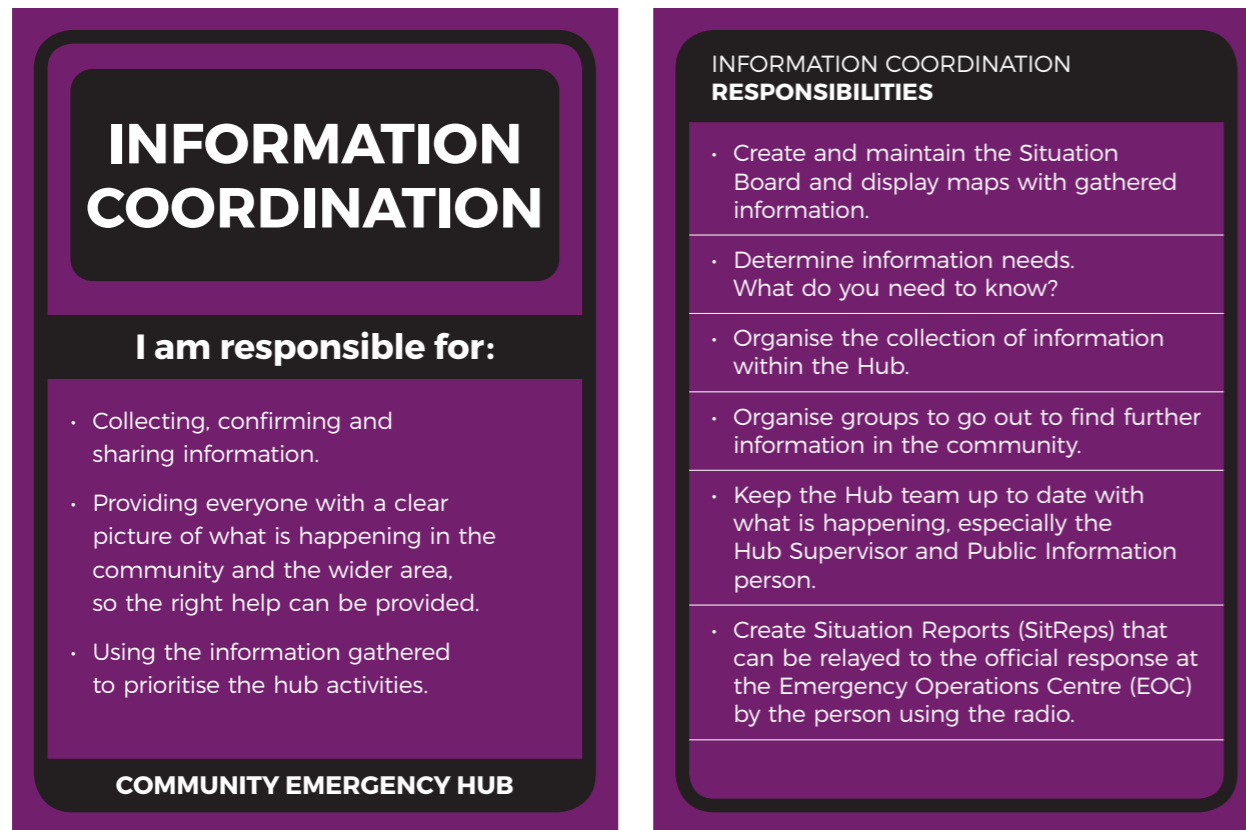 INFORMATION
COORDINATION
I am responsible for:
• Collecting, confirming and
sharing information.
• Providing everyone with a clear
picture of what is happening in the
community and the wider area,
so the right help can be provided.
• Using the information gathered
to prioritise the hub activities.
COMMUNITY EMERGENCY HUB
INFORMATION COORDINATION
RESPONSIBILITIES
• Create and maintain the Situation
Board and display maps with gathered
information.
• Determine information needs.
What do you need to know?
• Organise the collection of information
within the Hub.
• Organise groups to go out to find further
information in the community.
• Keep the Hub team up to date with
what is happening, especially the
Hub Supervisor and Public Information
person.
• Create Situation Reports (SitReps) that
can be relayed to the official response at
the Emergency Operations Centre (EOC)
by the person using the radio.